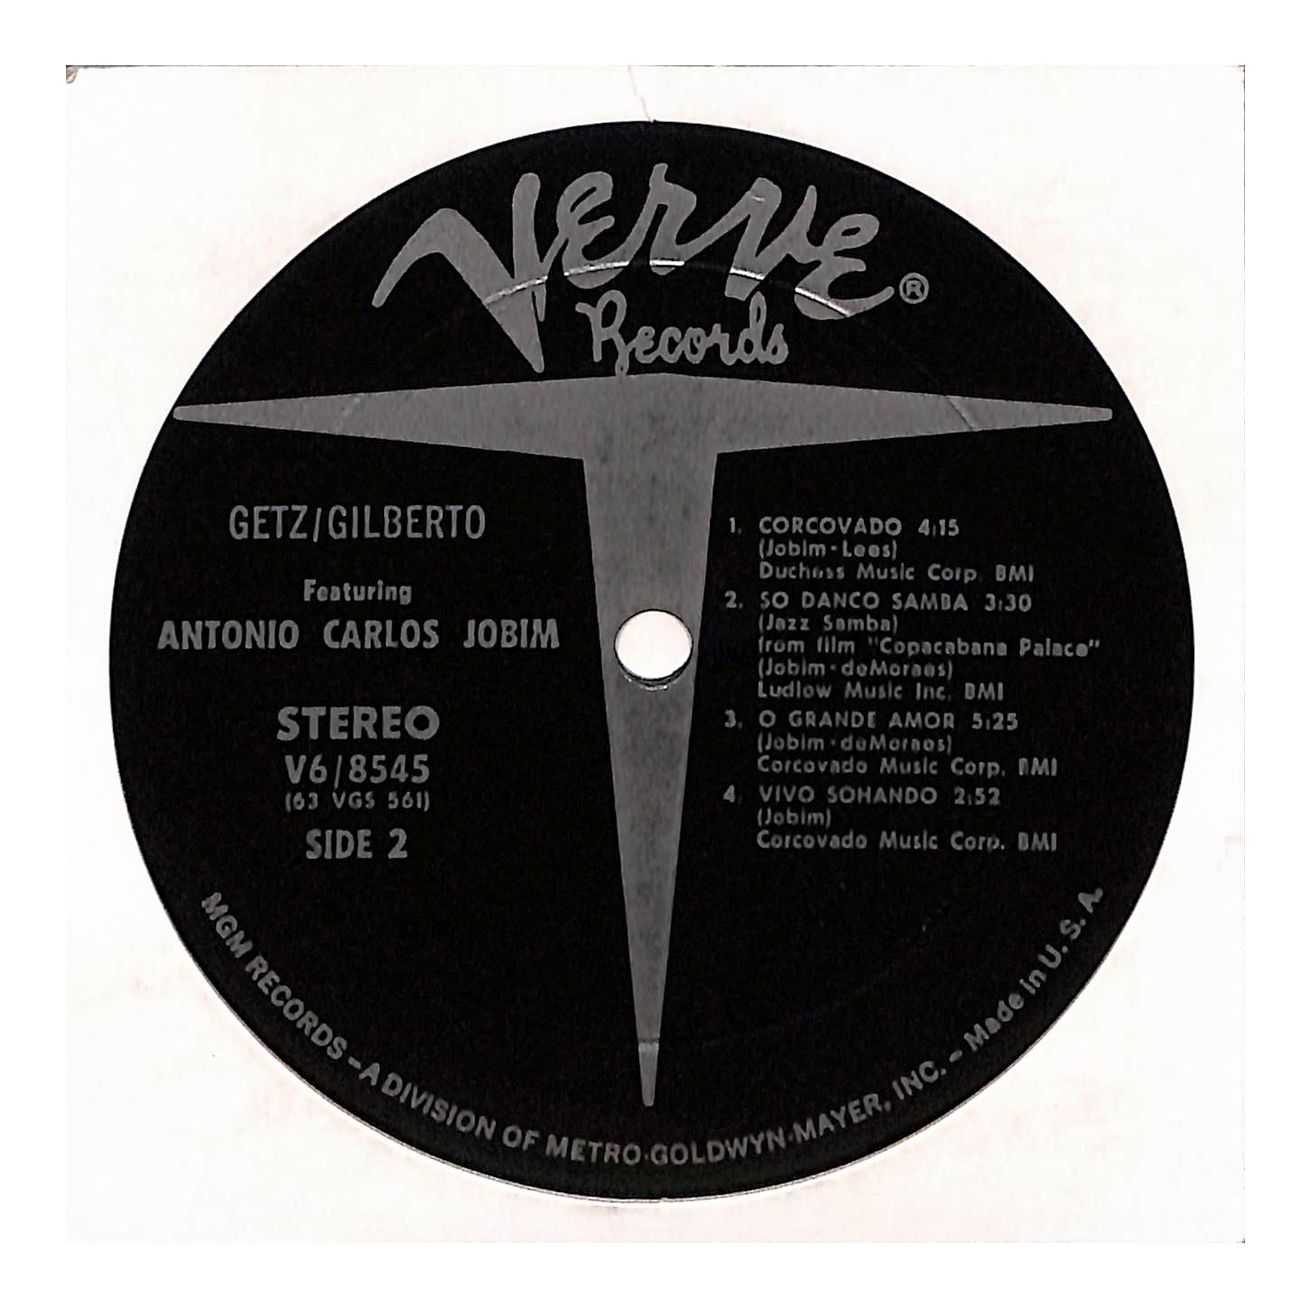 Verve ®
Records
GETZ/GILBERTO
Featuring
ANTONIO CARLOS JOBIM
STEREO
V6/8545
(63 VGS 561)
SIDE 2
1. CORCOVADO 4:15
(Jobim-Lees)
Duchess Music Corp. BMI
2. SO DANCO SAMBA 3:30
(Jazz Samba)
from film "Copacabana Palace"
(Jobim-deMoraes)
Ludlow Music Inc. BMI
3. O GRANDE AMOR 5:25
(Jobim-deMoraes)
Corcovado Music Corp. BMI
4. VIVO SOHANDO 2:52
(Jobim)
Corcovado Music Corp. BMI
MGM RECORDS – A DIVISION OF METRO-GOLDWYN-MAYER, INC. – Made in U. S. A.